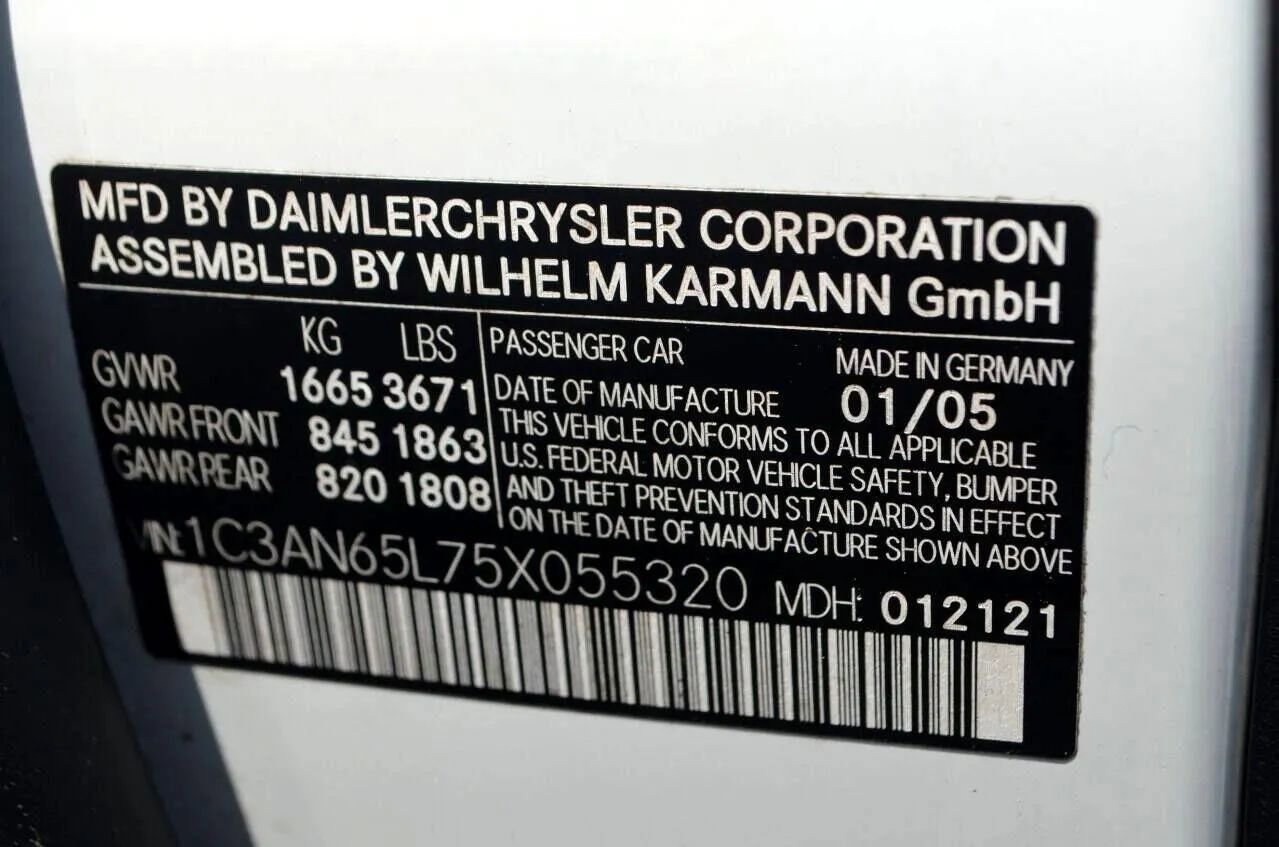 MFD BY DAIMLERCHRYSLER CORPORATION
ASSEMBLED BY WILHELM KARMANN GmbH
KG LBS
GVWR 1665 3671
GAWR FRONT 845 1863
GAWR REAR 820 1808
PASSENGER CAR MADE IN GERMANY
DATE OF MANUFACTURE 01/05
THIS VEHICLE CONFORMS TO ALL APPLICABLE
U.S. FEDERAL MOTOR VEHICLE SAFETY, BUMPER
AND THEFT PREVENTION STANDARDS IN EFFECT
ON THE DATE OF MANUFACTURE SHOWN ABOVE
VIN: 1C3AN65L75X055320 MDH: 012121